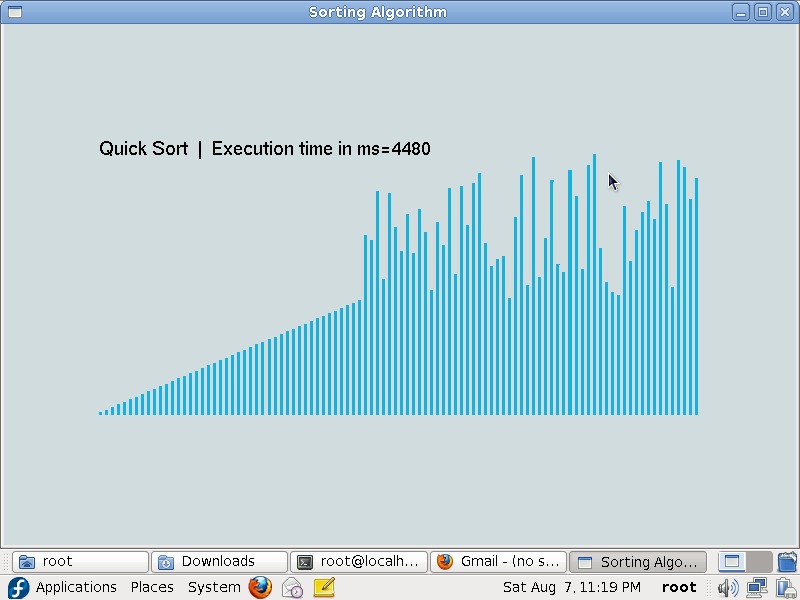 Sorting Algorithm
Quick Sort | Execution time in ms=4480
root Downloads root@localh... Gmail - (no s... Sorting Algo...
Applications Places System Sat Aug 7, 11:19 PM root